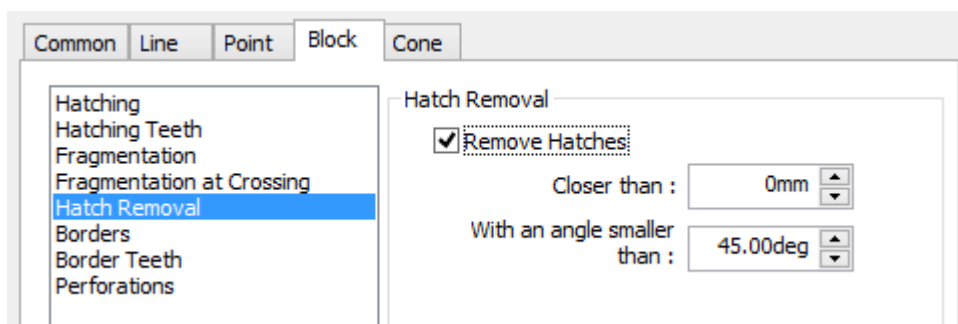 Common Line Point Block Cone
Hatching
Hatching Teeth
Fragmentation
Fragmentation at Crossing
Hatch Removal
Borders
Border Teeth
Perforations
Hatch Removal
Remove Hatches
Closer than : 0mm
With an angle smaller
than : 45.00deg